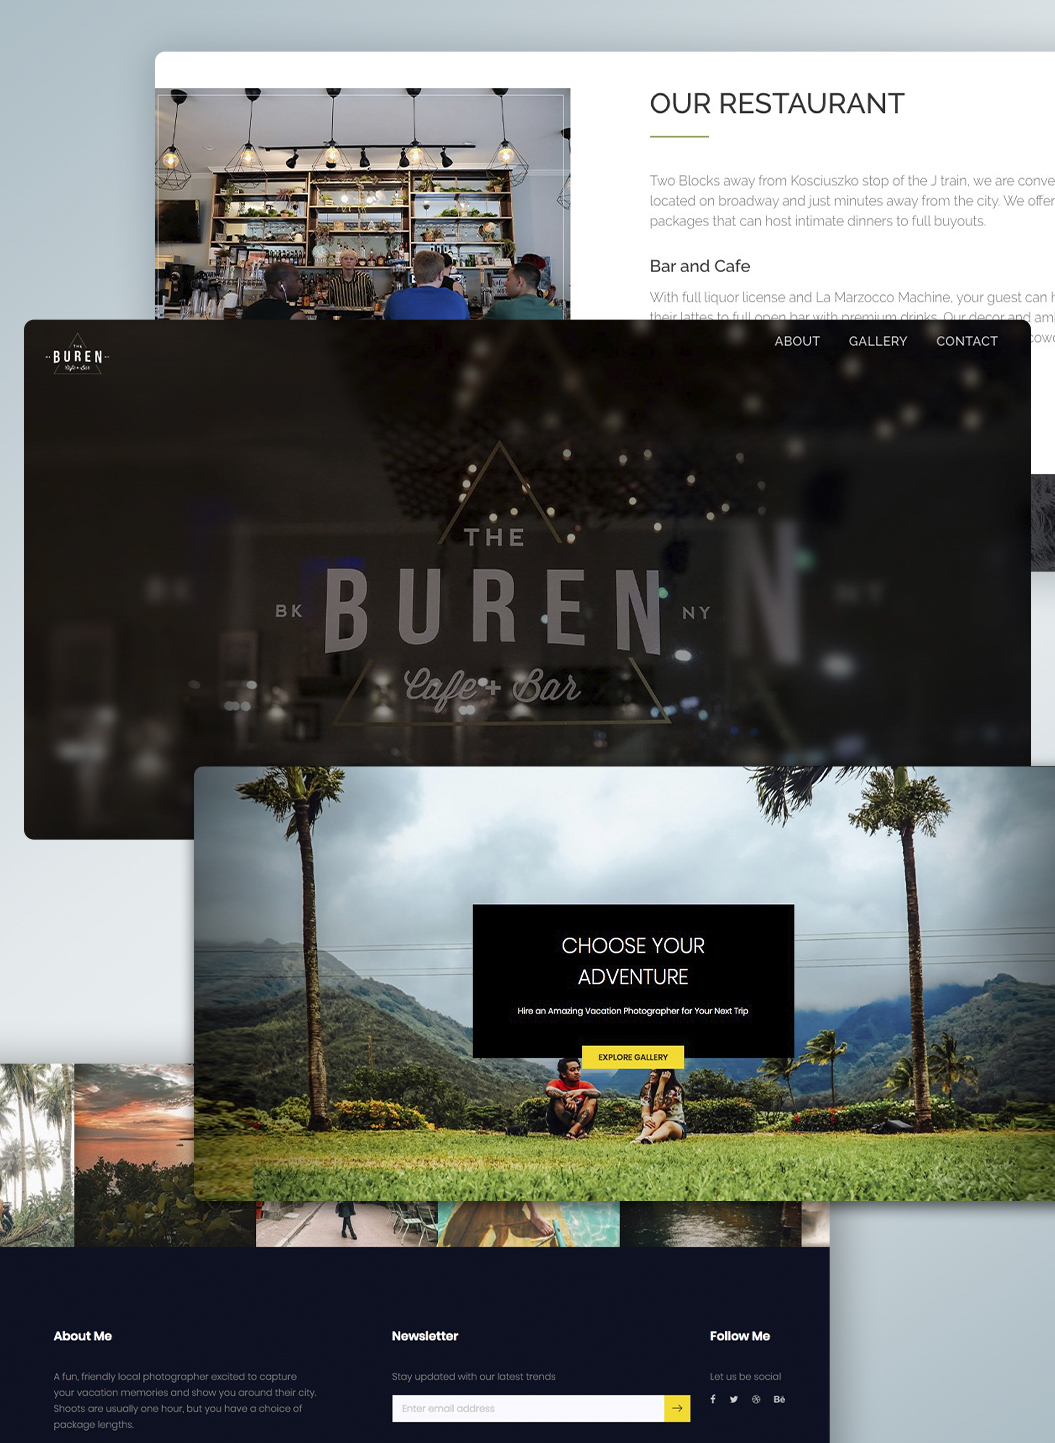 OUR RESTAURANT
Two Blocks away from Kosciuszko stop of the J train, we are conve
located on broadway and just minutes away from the city. We offer
packages that can host intimate dinners to full buyouts.
Bar and Cafe
With full liquor license and La Marzocco Machine, your guest can h
their lattes to full open bar with premium drinks. Our decor and am
THE
BUREN
Cafe + Bar
ABOUT GALLERY CONTACT
THE
BK BUREN NY
Cafe + Bar
CHOOSE YOUR
ADVENTURE
Hire an Amazing Vacation Photographer for Your Next Trip
EXPLORE GALLERY
About Me
A fun, friendly local photographer excited to capture
your vacation memories and show you around their city.
Shoots are usually one hour, but you have a choice of
package lengths.
Newsletter
Stay updated with our latest trends
Enter email address
Follow Me
Let us be social